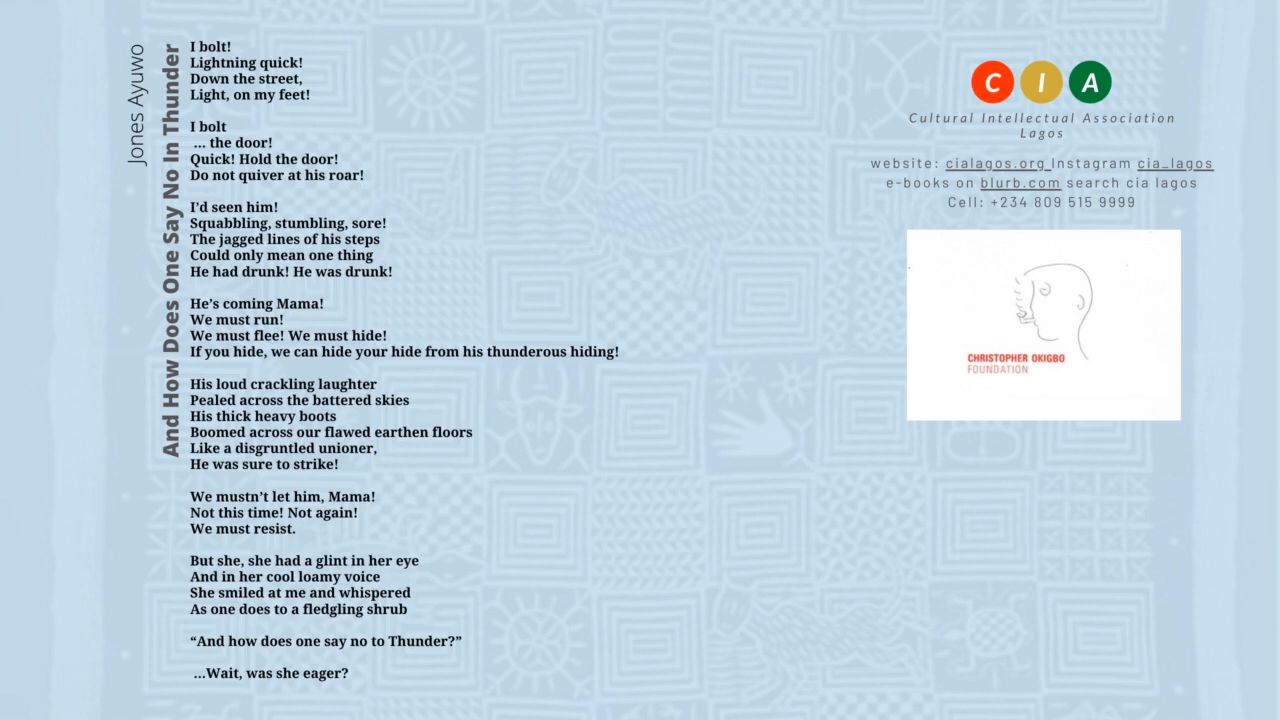 Jones Ayuwo
And How Does One Say No In Thunder
I bolt!
Lightning quick!
Down the street,
Light, on my feet!
I bolt
... the door!
Quick! Hold the door!
Do not quiver at his roar!
I’d seen him!
Squabbling, stumbling, sore!
The jagged lines of his steps
Could only mean one thing
He had drunk! He was drunk!
He’s coming Mama!
We must run!
We must flee! We must hide!
If you hide, we can hide your hide from his thunderous hiding!
His loud crackling laughter
Pealed across the battered skies
His thick heavy boots
Boomed across our flawed earthen floors
Like a disgruntled unioner,
He was sure to strike!
We mustn’t let him, Mama!
Not this time! Not again!
We must resist.
But she, she had a glint in her eye
And in her cool loamy voice
She smiled at me and whispered
As one does to a fledgling shrub
“And how does one say no to Thunder?”
...Wait, was she eager?
C I A
Cultural Intellectual Association
Lagos
website: cialagos.org Instagram cia_lagos
e-books on blurb.com search cia lagos
Cell: +234 809 515 9999
CHRISTOPHER OKIGBO
FOUNDATION